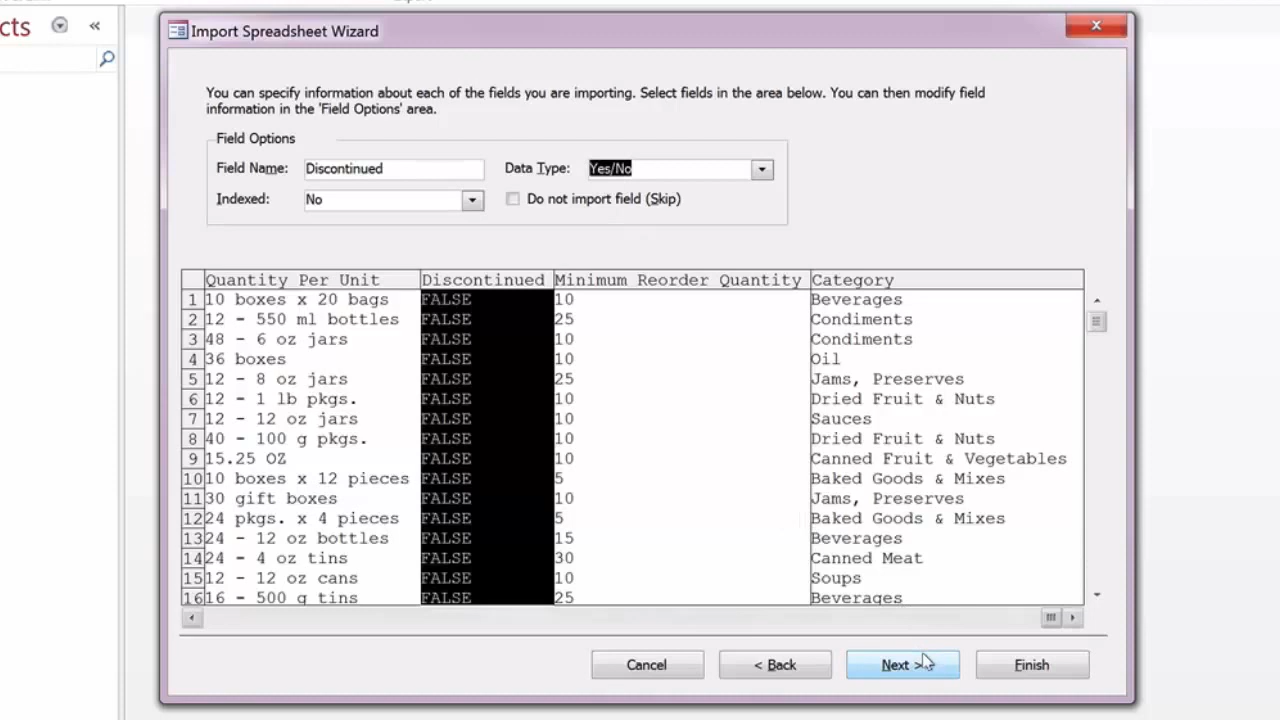 cts «
Import Spreadsheet Wizard
You can specify information about each of the fields you are importing. Select fields in the area below. You can then modify field
information in the 'Field Options' area.
Field Options
Field Name: Discontinued Data Type: Yes/No
Indexed: No Do not import field (Skip)
Quantity Per Unit Discontinued Minimum Reorder Quantity Category
1 10 boxes x 20 bags FALSE 10 Beverages
2 12 - 550 ml bottles FALSE 25 Condiments
3 48 - 6 oz jars FALSE 10 Condiments
4 36 boxes FALSE 10 Oil
5 12 - 8 oz jars FALSE 25 Jams, Preserves
6 12 - 1 lb pkgs. FALSE 10 Dried Fruit & Nuts
7 12 - 12 oz jars FALSE 10 Sauces
8 40 - 100 g pkgs. FALSE 10 Dried Fruit & Nuts
9 15.25 OZ FALSE 10 Canned Fruit & Vegetables
10 10 boxes x 12 pieces FALSE 5 Baked Goods & Mixes
11 30 gift boxes FALSE 10 Jams, Preserves
12 24 pkgs. x 4 pieces FALSE 5 Baked Goods & Mixes
13 24 - 12 oz bottles FALSE 15 Beverages
14 24 - 4 oz tins FALSE 30 Canned Meat
15 12 - 12 oz cans FALSE 10 Soups
16 16 - 500 g tins FALSE 25 Beverages
Cancel < Back Next > Finish